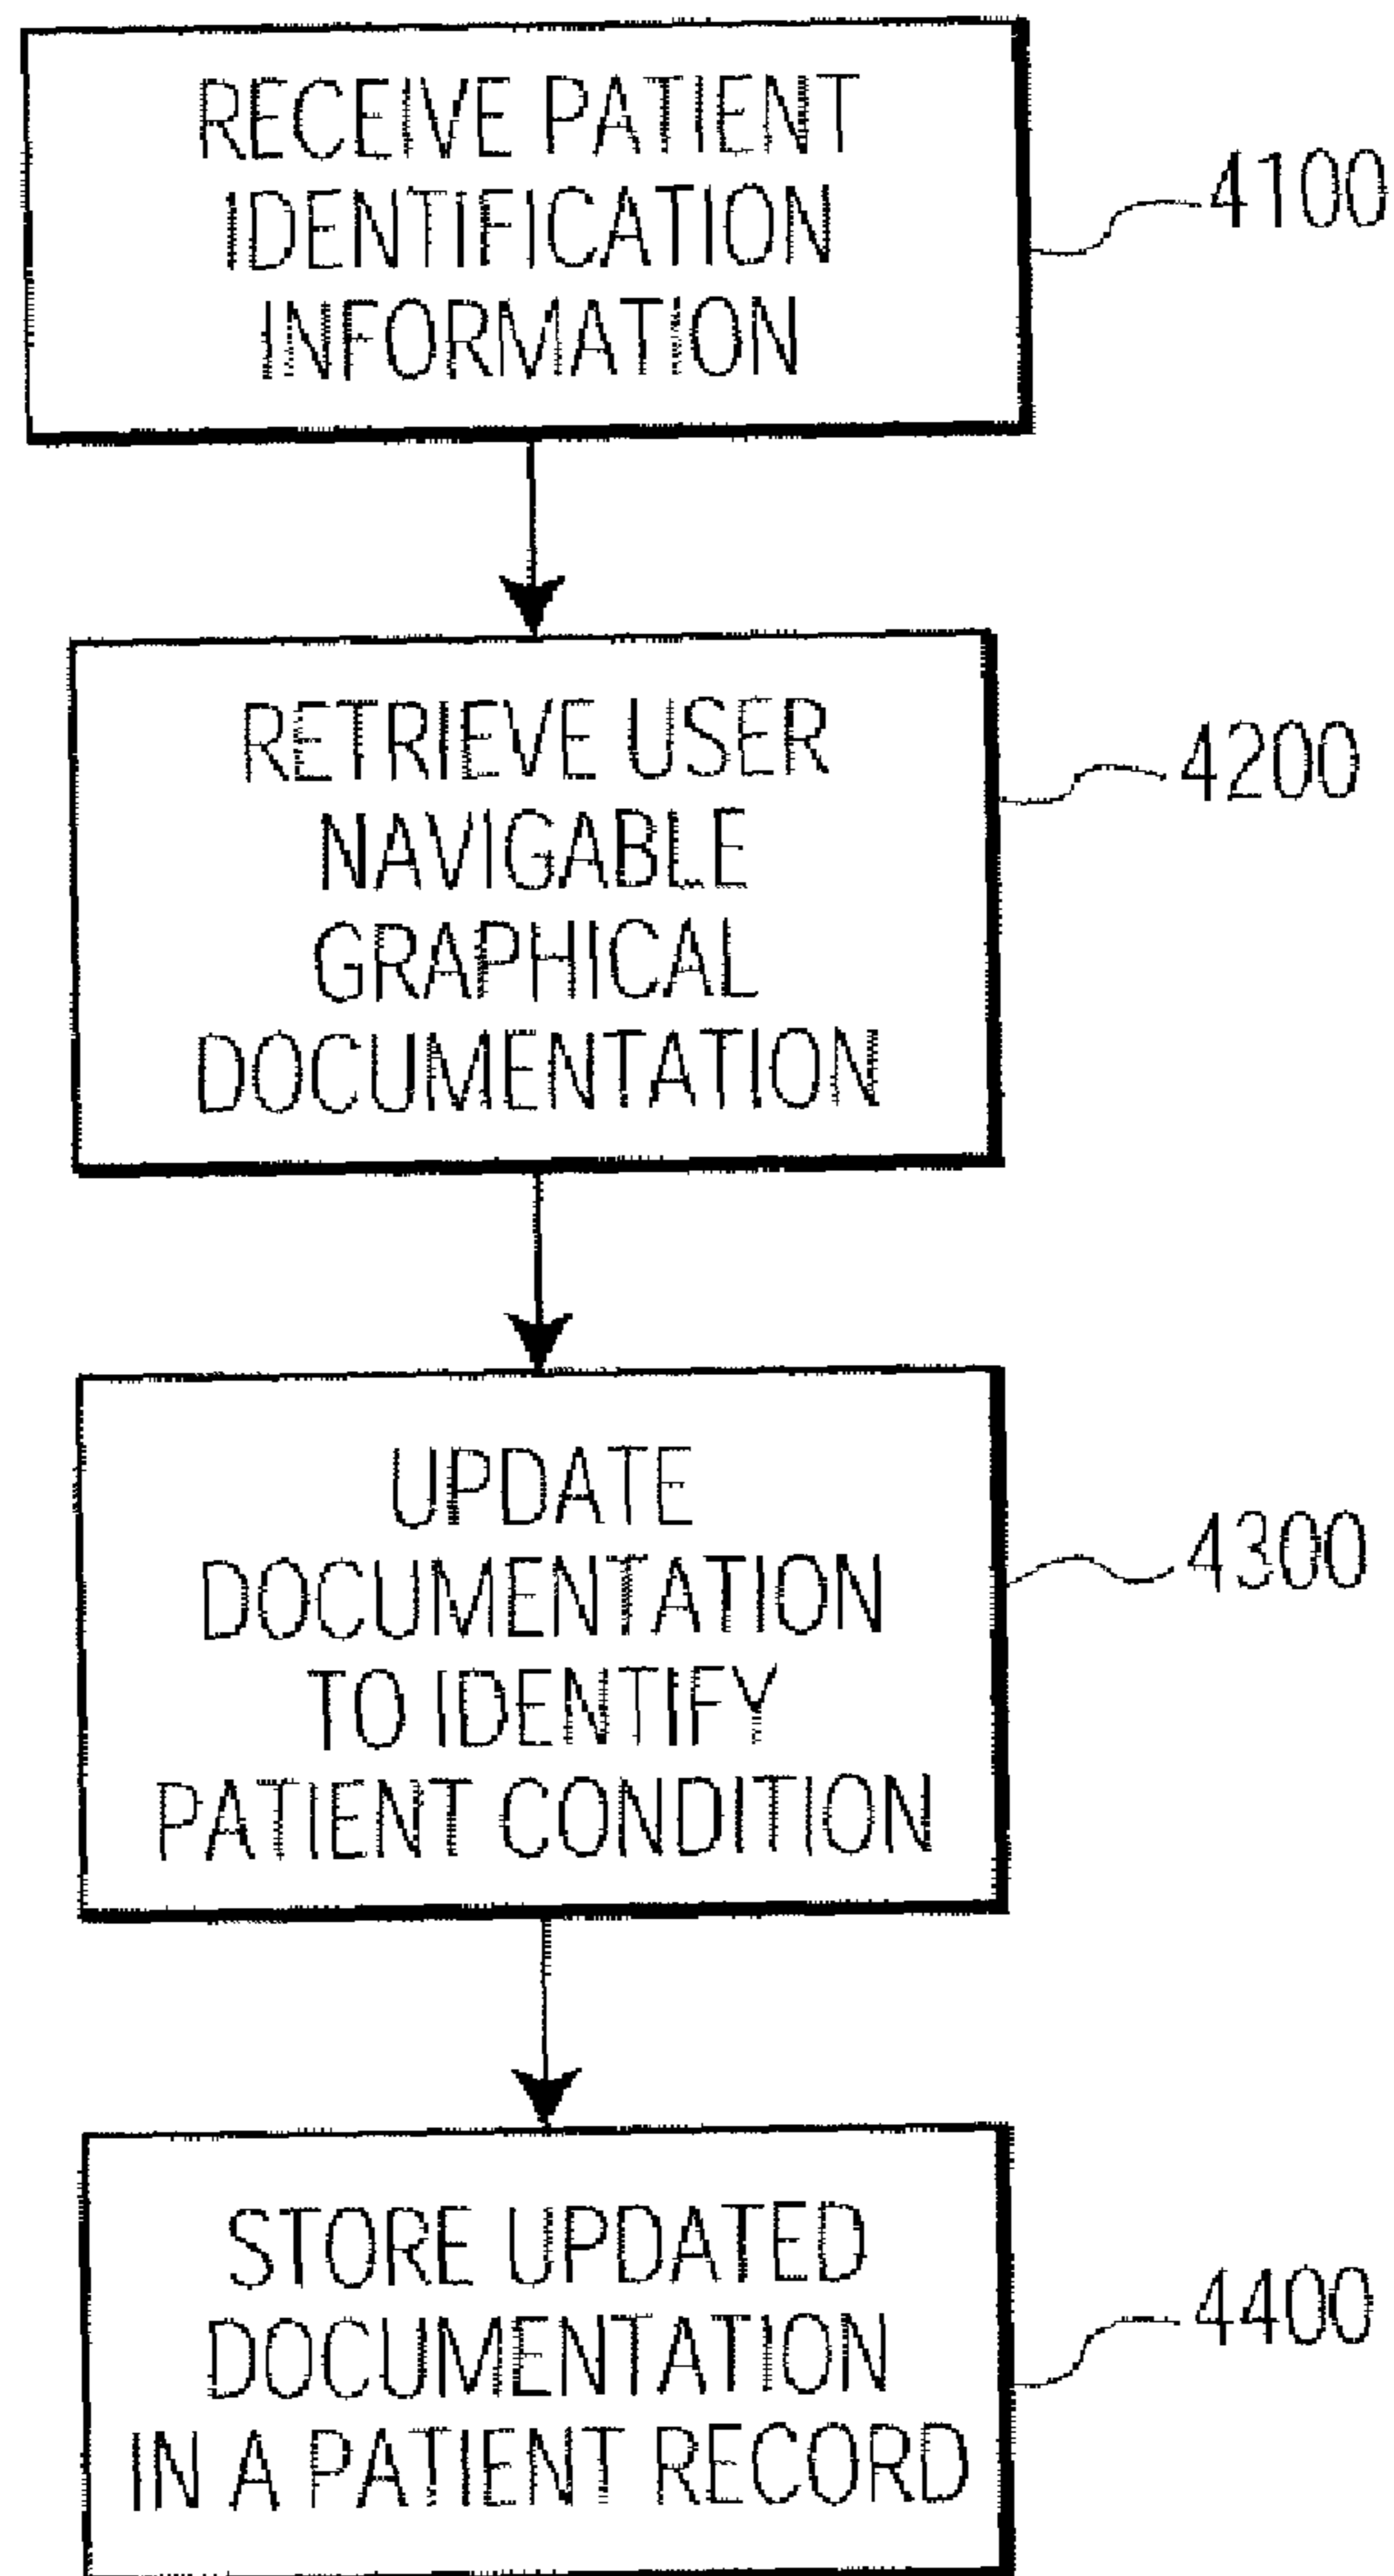 RECEIVE PATIENT
IDENTIFICATION
INFORMATION
4100
RETRIEVE USER
NAVIGABLE
GRAPHICAL
DOCUMENTATION
4200
UPDATE
DOCUMENTATION
TO IDENTIFY
PATIENT CONDITION
4300
STORE UPDATED
DOCUMENTATION
IN A PATIENT RECORD
4400